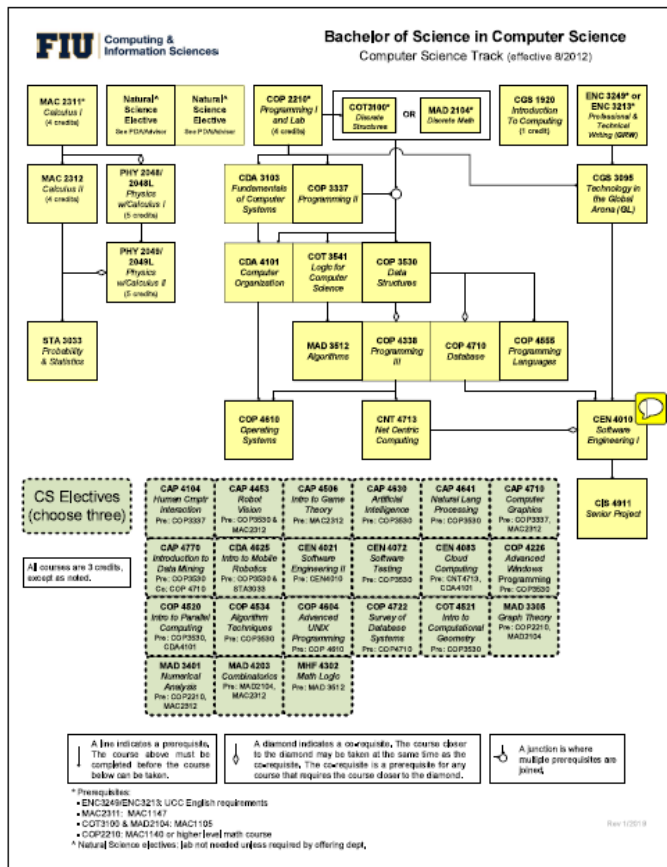 FIU
Computing &
Information Sciences
Bachelor of Science in Computer Science
Computer Science Track (effective 8/2012)
MAC 2311*
Calculus I
(4 credits)
Natural^
Science
Elective
See PDA/Advisor
Natural^
Science
Elective
See PDA/Advisor
COP 2210*
Programming I
and Lab
(4 credits)
COT3100*
Discrete
Structures
OR
MAD 2104*
Discrete Math
CGS 1920
Introduction
To Computing
(1 credit)
ENC 3249* or
ENC 3213*
Professional &
Technical
Writing (GRW)
MAC 2312
Calculus II
(4 credits)
PHY 2048/
2048L
Physics
w/Calculus I
(5 credits)
CDA 3103
Fundamentals
of Computer
Systems
COP 3337
Programming II
CGS 3095
Technology in
the Global
Arena (GL)
PHY 2049/
2049L
Physics
w/Calculus II
(5 credits)
CDA 4101
Computer
Organization
COT 3541
Logic for
Computer
Science
COP 3530
Data
Structures
STA 3033
Probability
& Statistics
MAD 3512
Algorithms
COP 4338
Programming
III
COP 4710
Database
COP 4555
Programming
Languages
COP 4610
Operating
Systems
CNT 4713
Net Centric
Computing
CEN 4010
Software
Engineering I
CIS 4911
Senior Project
CS Electives
(choose three)
All courses are 3 credits,
except as noted.
CAP 4104
Human Cmptr
Interaction
Pre: COP3337
CAP 4453
Robot
Vision
Pre: COP3530 &
MAC2312
CAP 4506
Intro to Game
Theory
Pre: MAC2312
CAP 4630
Artificial
Intelligence
Pre: COP3530
CAP 4641
Natural Lang
Processing
Pre: COP3530
CAP 4710
Computer
Graphics
Pre: COP3337,
MAC2312
CAP 4770
Introduction to
Data Mining
Pre: COP3530
Co: COP 4710
CDA 4625
Intro to Mobile
Robotics
Pre: COP3530 &
STA3033
CEN 4021
Software
Engineering II
Pre: CEN4010
CEN 4072
Software
Testing
Pre: COP3530
CEN 4083
Cloud
Computing
Pre: CNT4713,
CDA4101
COP 4226
Advanced
Windows
Programming
Pre: COP3530
COP 4520
Intro to Parallel
Computing
Pre: COP3530,
CDA4101
COP 4534
Algorithm
Techniques
Pre: COP3530
COP 4604
Advanced
UNIX
Programming
Pre: COP 4610
COP 4722
Survey of
Database
Systems
Pre: COP4710
COT 4521
Intro to
Computational
Geometry
Pre: COP3530
MAD 3305
Graph Theory
Pre: COP2210,
MAD2104
MAD 3401
Numerical
Analysis
Pre: COP2210,
MAC2312
MAD 4203
Combinatorics
Pre: MAD2104,
MAC2312
MHF 4302
Math Logic
Pre: MAD 3512
A line indicates a prerequisite.
The course above must be
completed before the course
below can be taken.
A diamond indicates a co-requisite. The course closer
to the diamond may be taken at the same time as the
co-requisite. The co-requisite is a prerequisite for any
course that requires the course closer to the diamond.
A junction is where
multiple prerequisites are
joined.
* Prerequisites:
• ENC3249/ENC3213: UCC English requirements
• MAC2311: MAC1147
• COT3100 & MAD2104: MAC1105
• COP2210: MAC1140 or higher level math course
^ Natural Science electives: lab not needed unless required by offering dept.